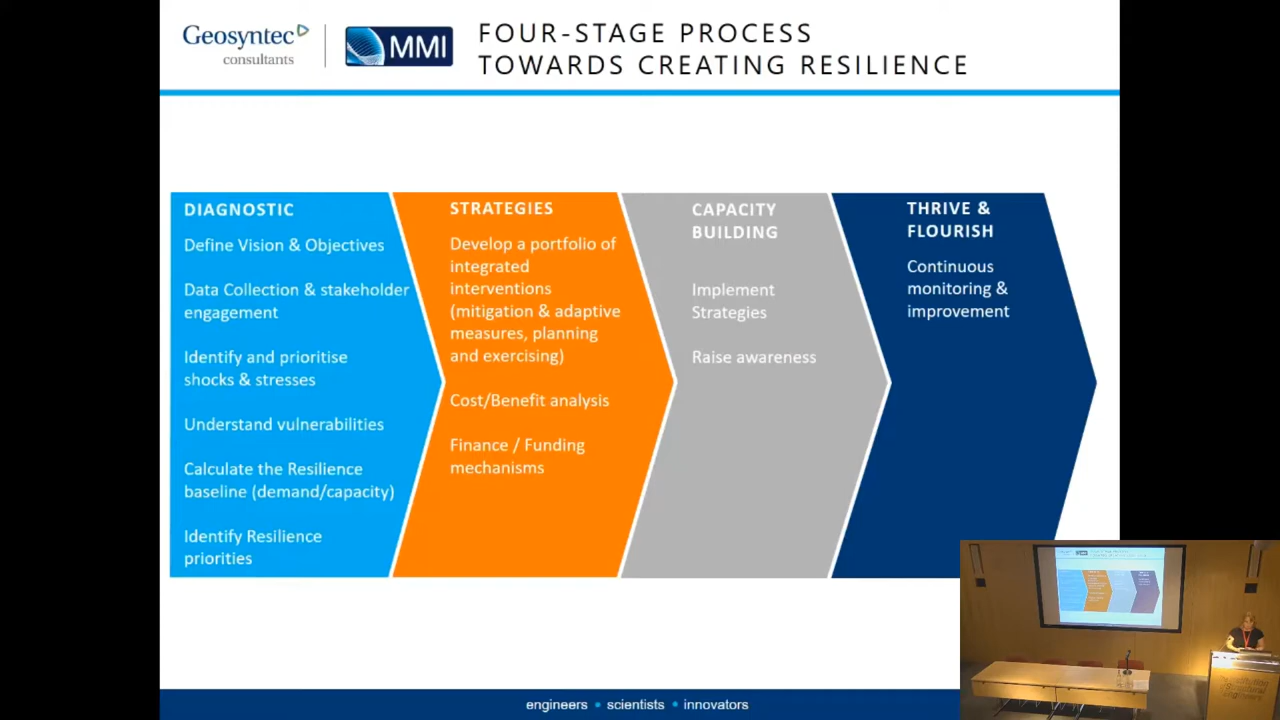 Geosyntec
consultants
MMI
FOUR-STAGE PROCESS
TOWARDS CREATING RESILIENCE
DIAGNOSTIC
Define Vision & Objectives
Data Collection & stakeholder
engagement
Identify and prioritise
shocks & stresses
Understand vulnerabilities
Calculate the Resilience
baseline (demand/capacity)
Identify Resilience
priorities
STRATEGIES
Develop a portfolio of
integrated
interventions
(mitigation & adaptive
measures, planning
and exercising)
Cost/Benefit analysis
Finance / Funding
mechanisms
CAPACITY
BUILDING
Implement
Strategies
Raise awareness
THRIVE &
FLOURISH
Continuous
monitoring &
improvement
engineers • scientists • innovators